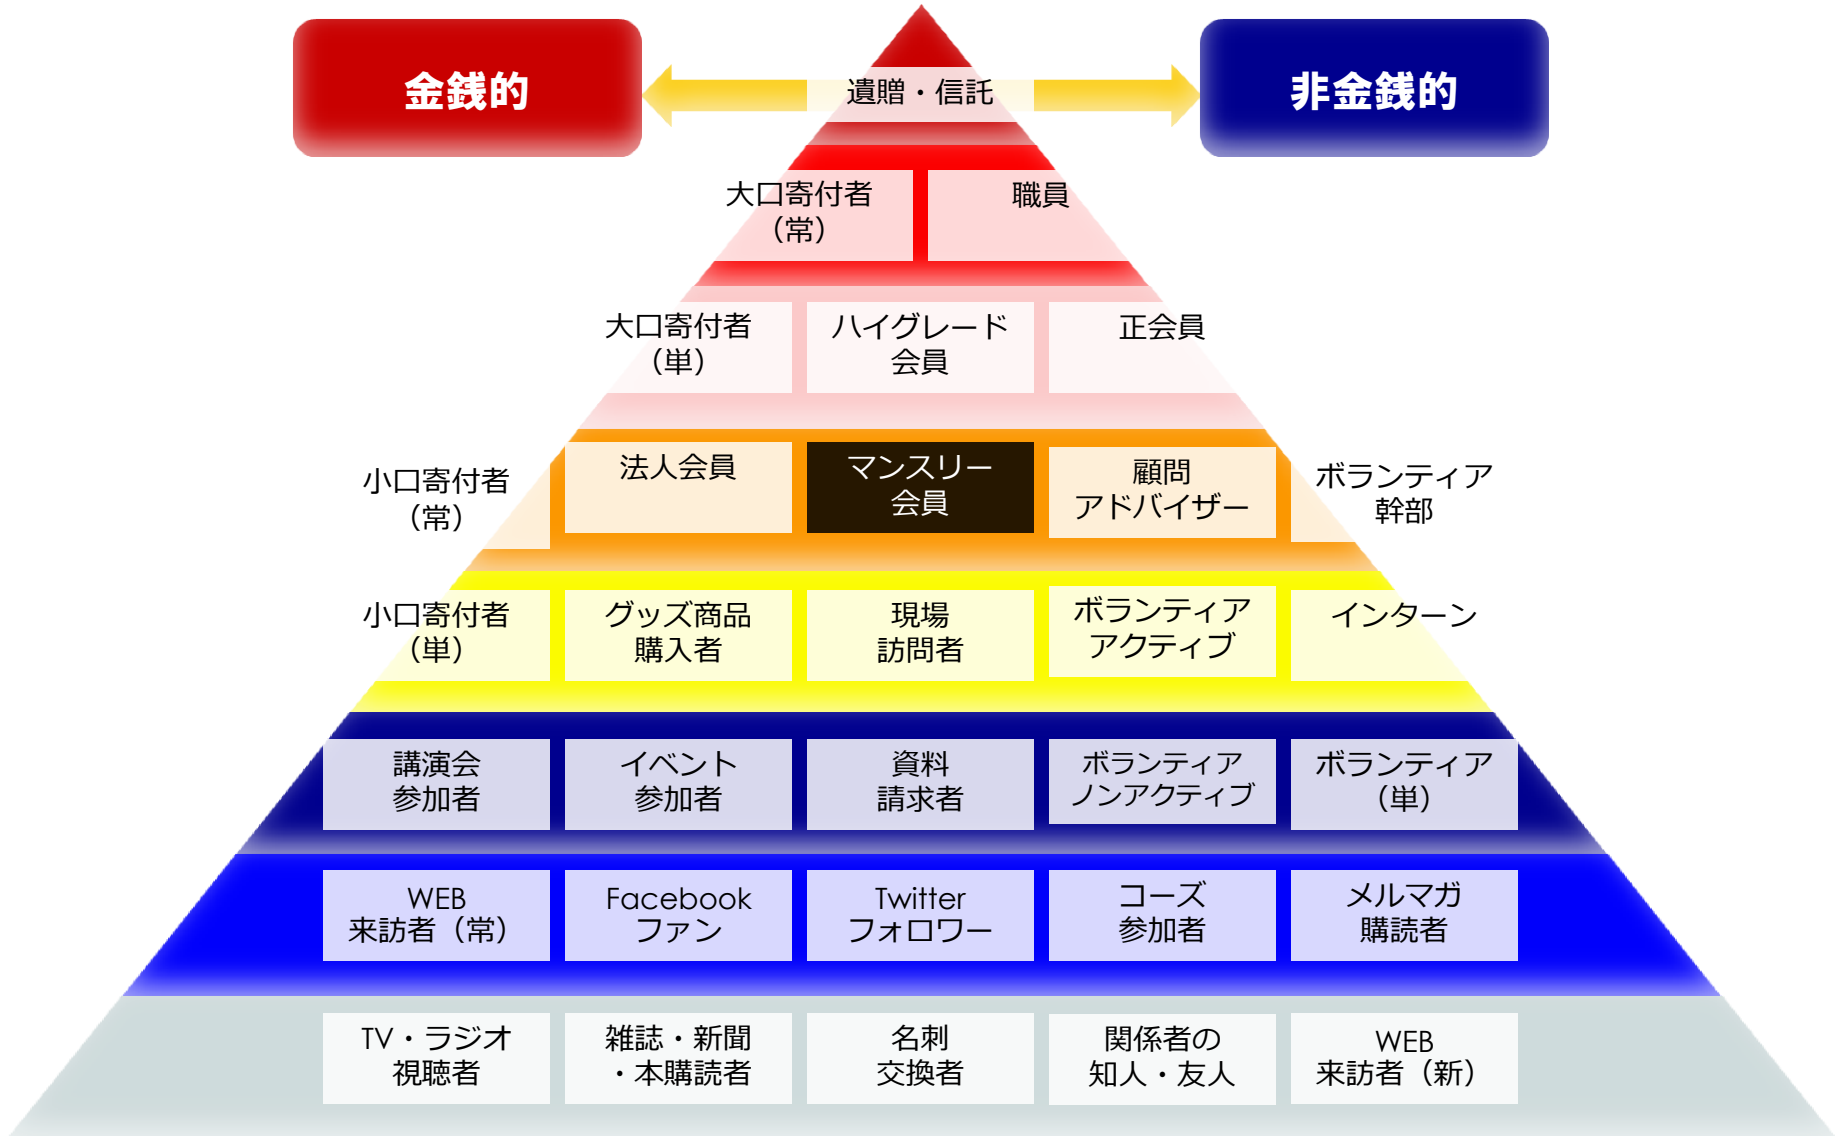 金銭的
遺贈・信託
非金銭的
大口寄付者
（常）
職員
大口寄付者
（単）
ハイグレード
会員
正会員
小口寄付者
（常）
法人会員
マンスリー
会員
顧問
アドバイザー
ボランティア
幹部
小口寄付者
（単）
グッズ商品
購入者
現場
訪問者
ボランティア
アクティブ
インターン
講演会
参加者
イベント
参加者
資料
請求者
ボランティア
ノンアクティブ
ボランティア
（単）
WEB
来訪者（常）
Facebook
ファン
Twitter
フォロワー
コーズ
参加者
メルマガ
購読者
TV・ラジオ
視聴者
雑誌・新聞
・本購読者
名刺
交換者
関係者の
知人・友人
WEB
来訪者（新）